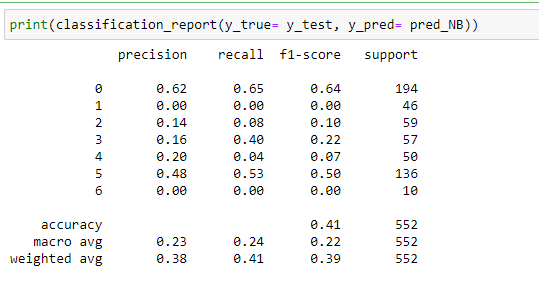 print(classification_report(y_true= y_test, y_pred= pred_NB))
precision recall f1-score support
0 0.62 0.65 0.64 194
1 0.00 0.00 0.00 46
2 0.14 0.08 0.10 59
3 0.16 0.40 0.22 57
4 0.20 0.04 0.07 50
5 0.48 0.53 0.50 136
6 0.00 0.00 0.00 10
accuracy 0.41 552
macro avg 0.23 0.24 0.22 552
weighted avg 0.38 0.41 0.39 552